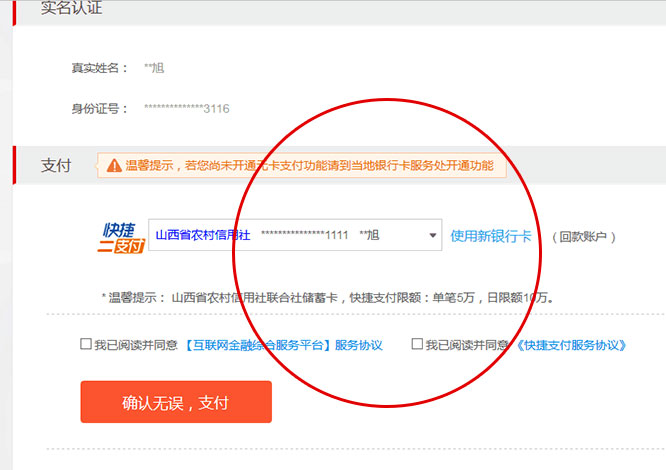 实名认证
真实姓名： **旭
身份证号： **************3116
支付 温馨提示，若您尚未开通无卡支付功能请到当地银行卡服务处开通功能
快捷支付 山西省农村信用社 ***************1111 **旭 使用新银行卡 （回款账户）
* 温馨提示： 山西省农村信用社联合社储蓄卡，快捷支付限额：单笔5万，日限额10万。
我已阅读并同意 【互联网金融综合服务平台】服务协议 我已阅读并同意 《快捷支付服务协议》
确认无误，支付